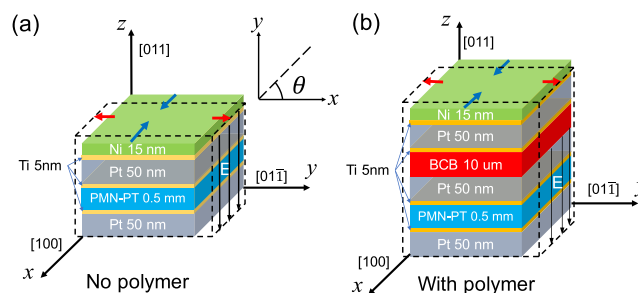 (a)
z
[011]
y
θ
x
Ni 15 nm
Ti 5nm
Pt 50 nm
E
PMN-PT 0.5 mm
Pt 50 nm
y
[011̅]
[100]
x
No polymer
(b)
z
[011]
Ni 15 nm
Pt 50 nm
Ti 5nm
BCB 10 um
Pt 50 nm
E
PMN-PT 0.5 mm
Pt 50 nm
y
[011̅]
[100]
x
With polymer